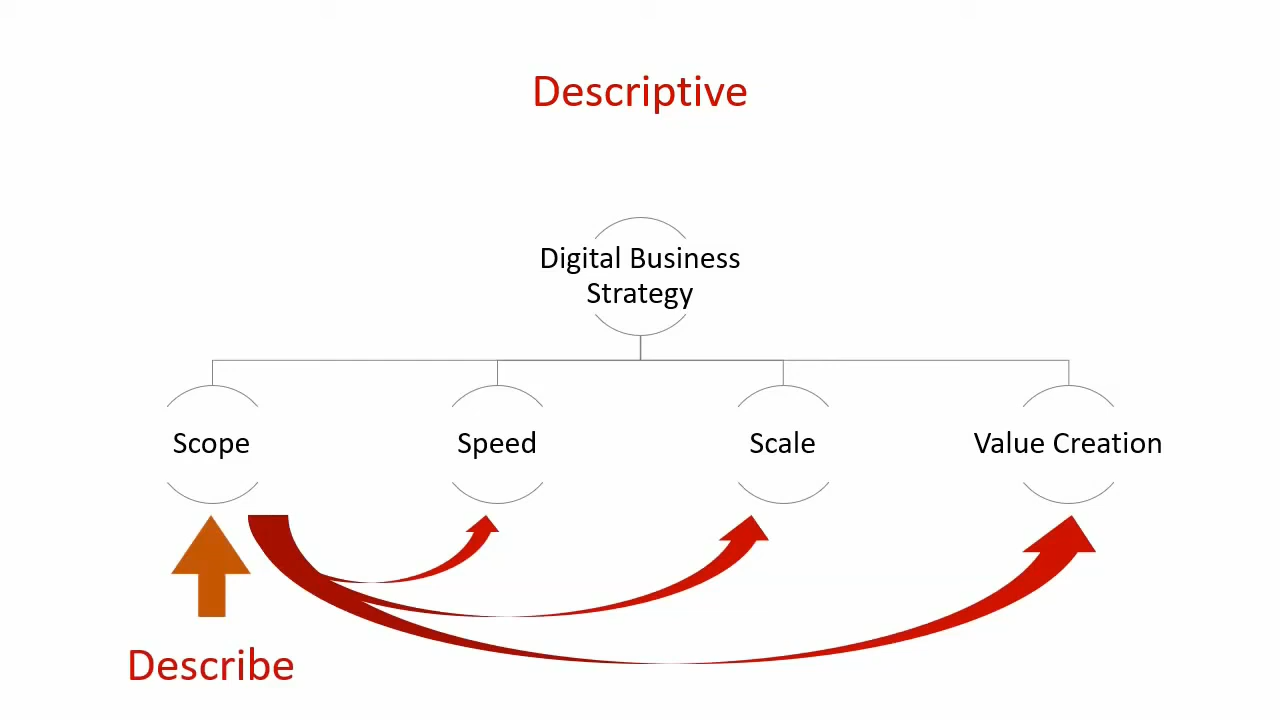 Descriptive
Digital Business
Strategy
Scope
Speed
Scale
Value Creation
Describe